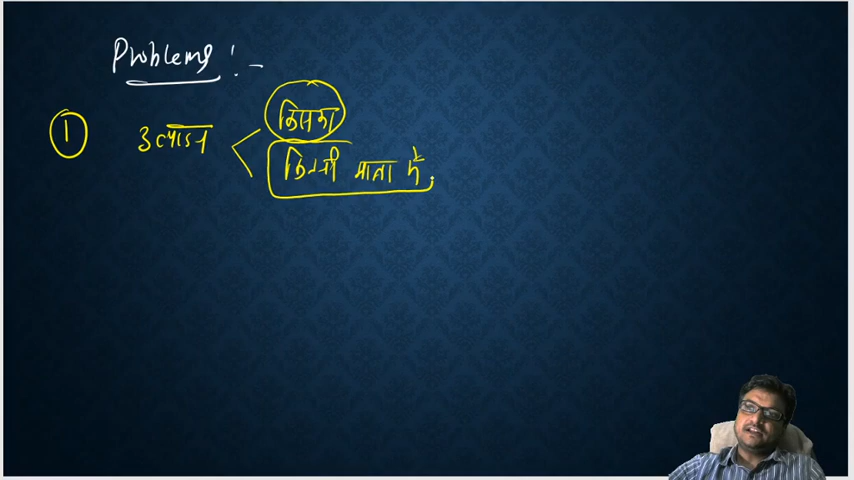 Problems :-
① उत्पादन
किसका
कितनी मात्रा में.